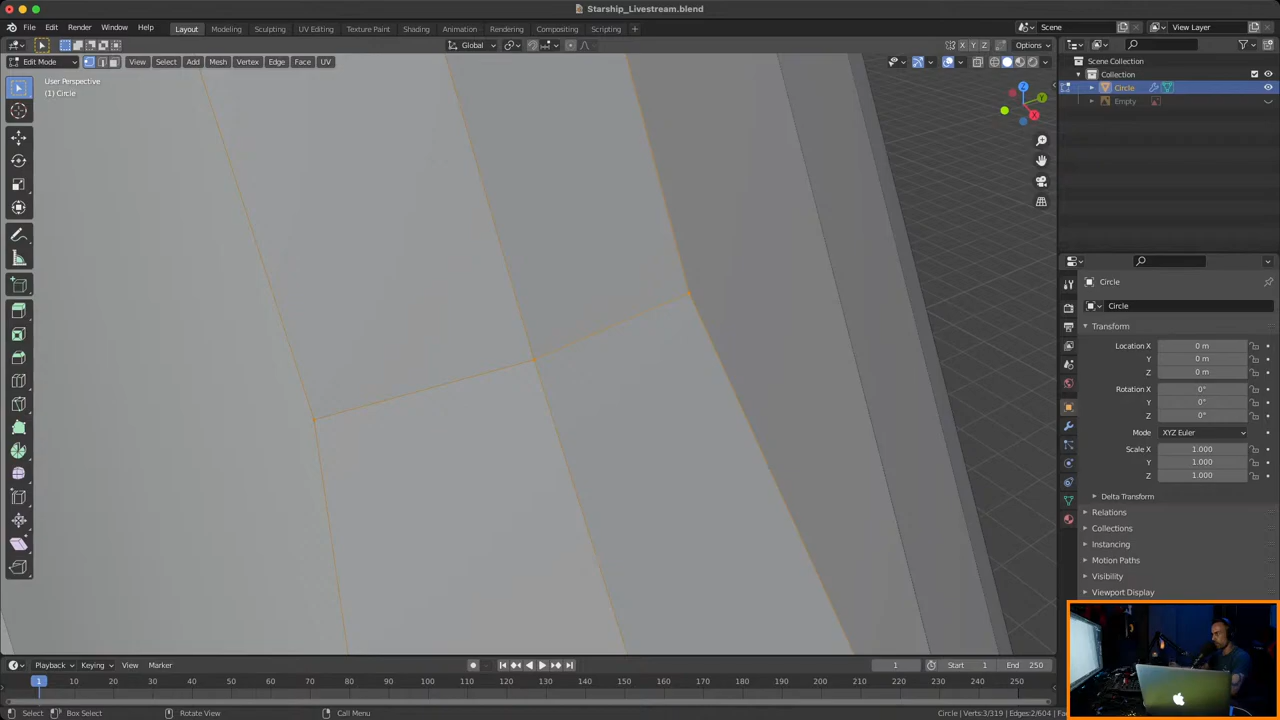 Starship_Livestream.blend
File Edit Render Window Help Layout Modeling Sculpting UV Editing Texture Paint Shading Animation Rendering Compositing Scripting + Scene View Layer
Global X Y Z Options
Edit Mode View Select Add Mesh Vertex Edge Face UV
User Perspective
(1) Circle
Z
Y
X
Scene Collection
Collection
Circle
Empty
Circle
Circle
Transform
Location X 0 m
Y 0 m
Z 0 m
Rotation X 0°
Y 0°
Z 0°
Mode XYZ Euler
Scale X 1.000
Y 1.000
Z 1.000
Delta Transform
Relations
Collections
Instancing
Motion Paths
Visibility
Viewport Display
Playback Keying View Marker 1 Start 1 End 250
1 10 20 30 40 50 60 70 80 90 100 110 120 130 140 150 160 170 180 190 200 210 220 230 240 250
Select Box Select Rotate View Call Menu Circle | Verts:3/319 | Edges:2/604 | Fa